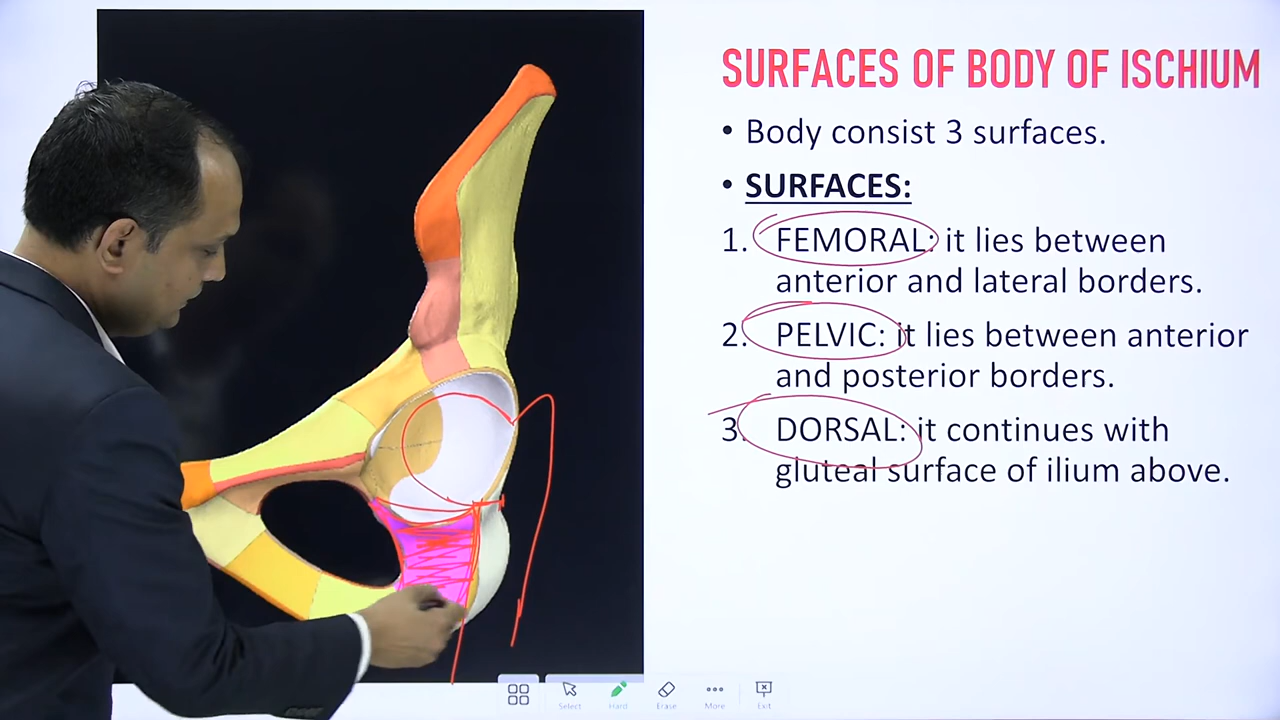 SURFACES OF BODY OF ISCHIUM
• Body consist 3 surfaces.
• SURFACES:
1. FEMORAL: it lies between
anterior and lateral borders.
2. PELVIC: it lies between anterior
and posterior borders.
3. DORSAL: it continues with
gluteal surface of ilium above.
Select Hard Erase More Exit